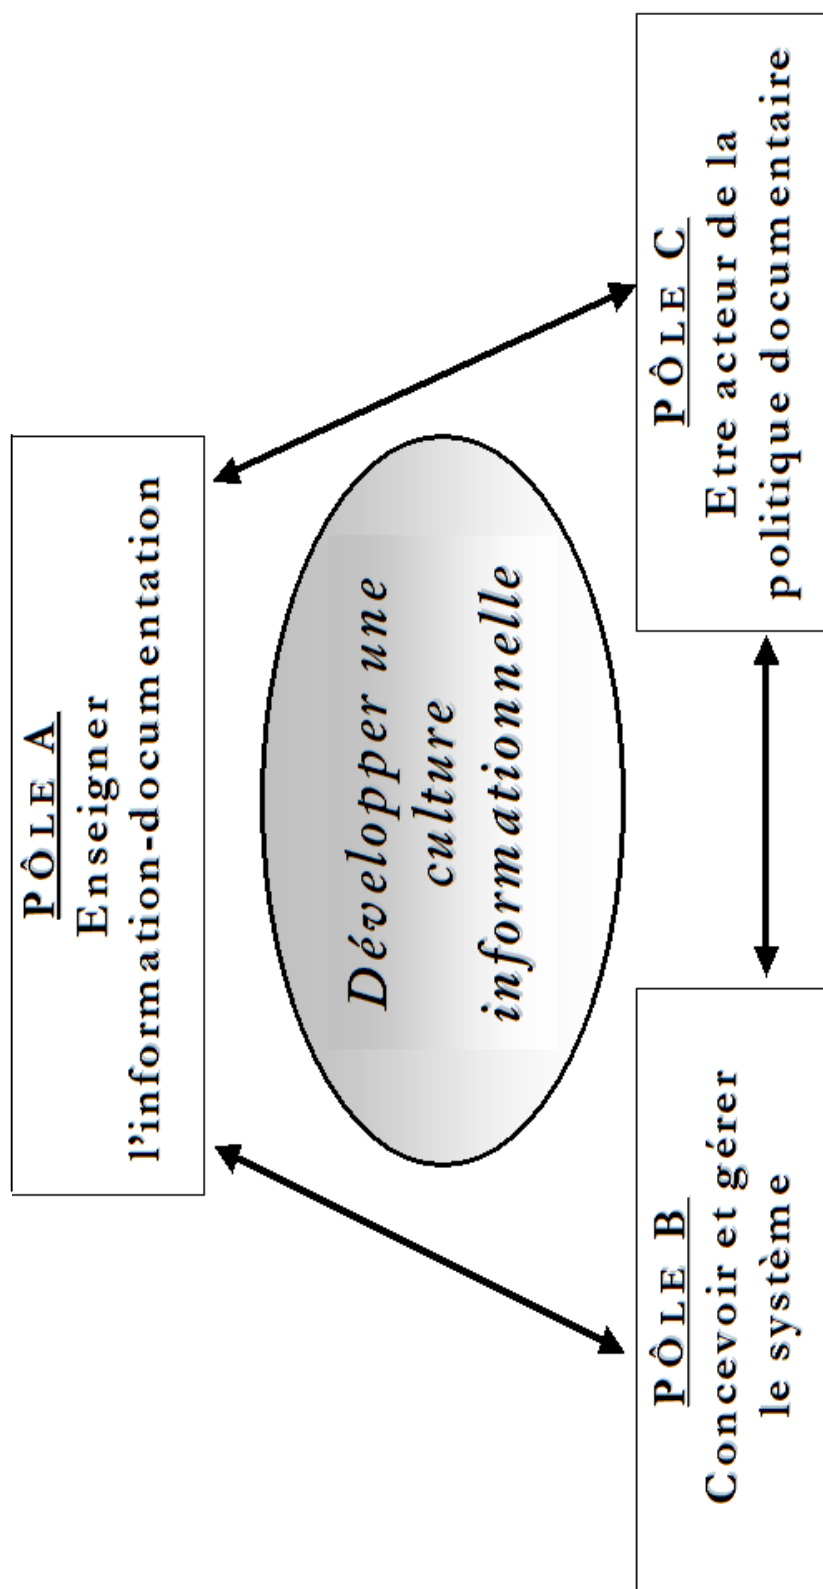 PÔLE A
Enseigner
l'information-documentation
Développer une
culture
informationnelle
PÔLE B
Concevoir et gérer
le système
PÔLE C
Etre acteur de la
politique documentaire